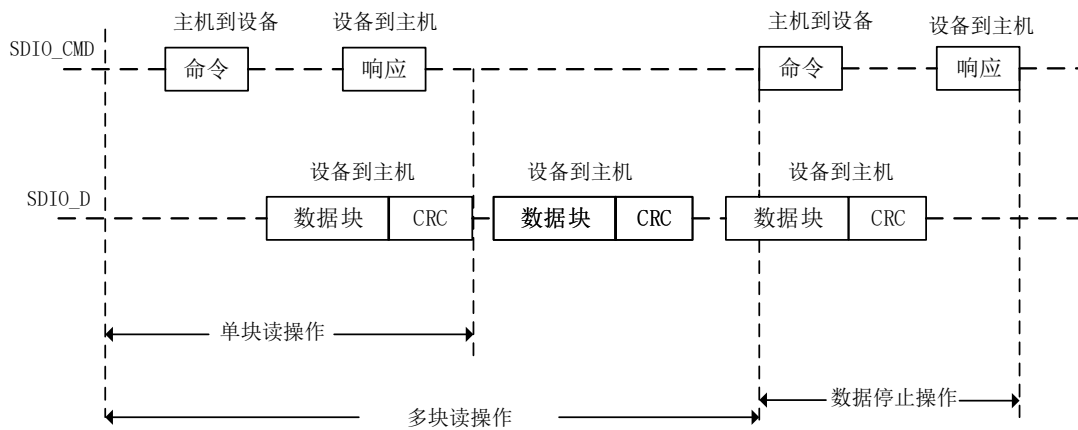 主机到设备
设备到主机
主机到设备
设备到主机
SDIO_CMD
命令
响应
命令
响应
设备到主机
设备到主机
设备到主机
SDIO_D
数据块
CRC
数据块
CRC
数据块
CRC
单块读操作
多块读操作
数据停止操作